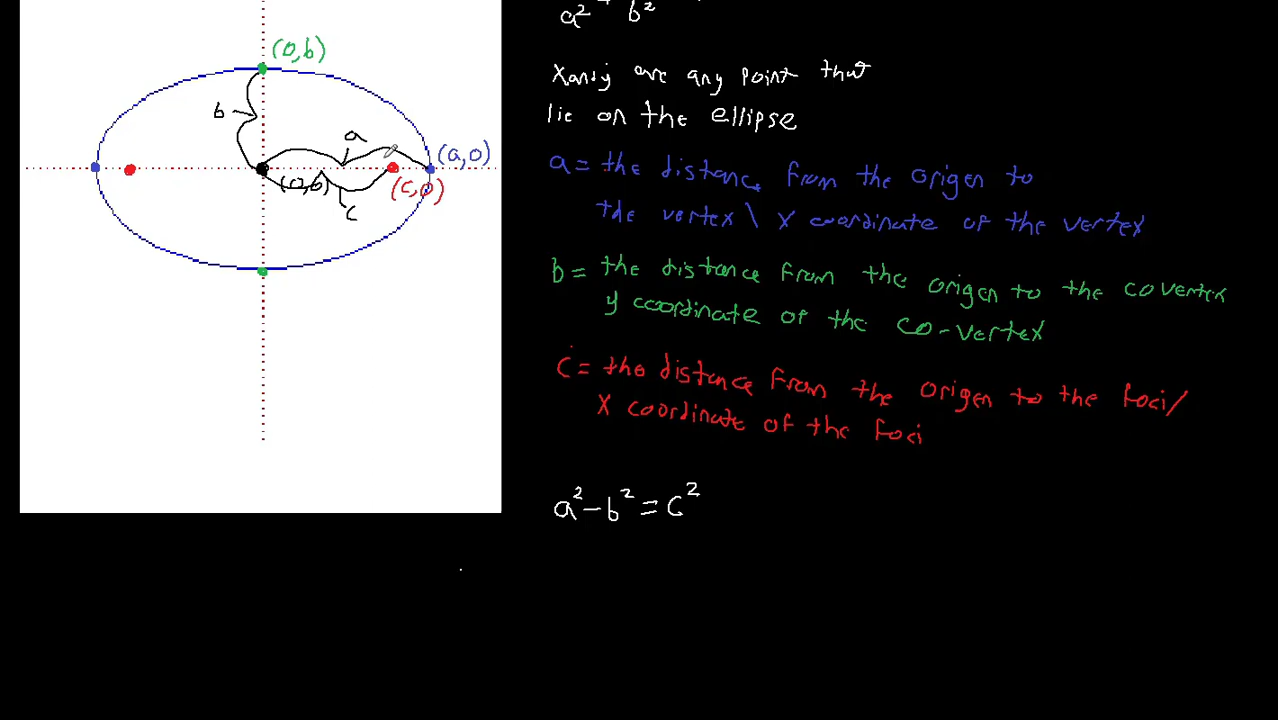 a² + b²
(0,b)
X and y are any point that
lie on the ellipse
b
a
(a,0)
(0,0)
(c,0)
c
a = the distance from the origen to
the vertex \ X coordinate of the vertex
b = the distance from the origen to the covertex
y coordinate of the co-vertex
c = the distance from the origen to the foci/
X coordinate of the foci
a² - b² = c²